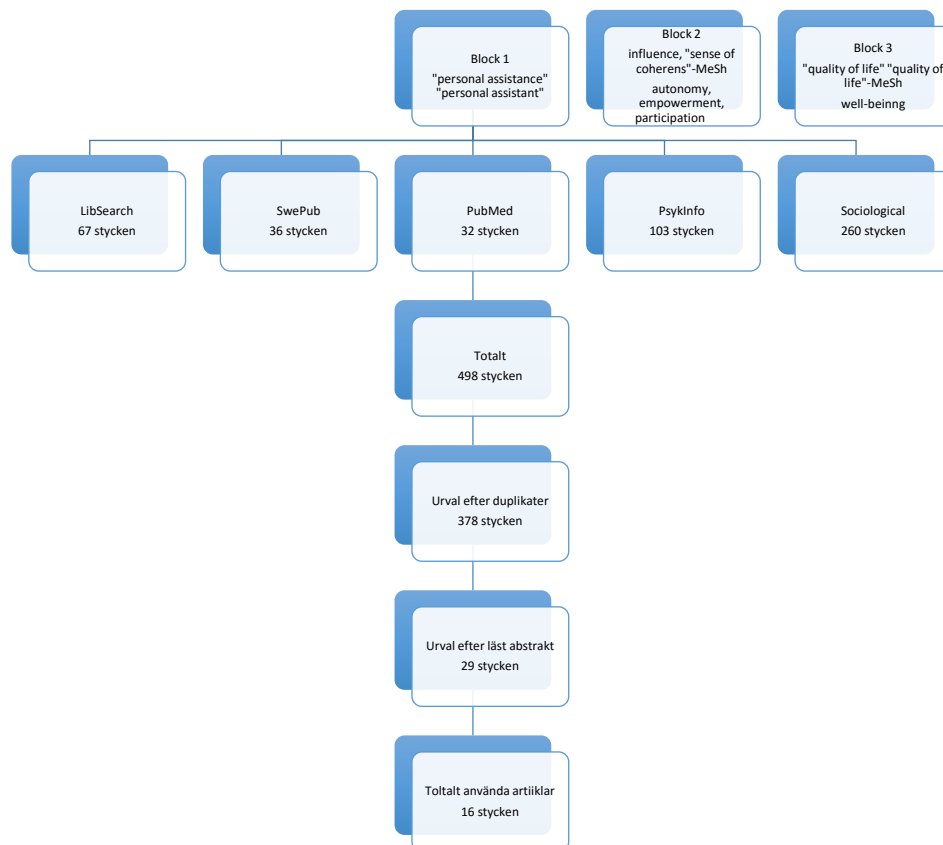 Block 1
"personal assistance"
"personal assistant"
Block 2
influence, "sense of
coherens"-MeSh
autonomy,
empowerment,
participation
Block 3
"quality of life" "quality of
life"-MeSh
well-beinng
LibSearch
67 stycken
SwePub
36 stycken
PubMed
32 stycken
PsykInfo
103 stycken
Sociological
260 stycken
Totalt
498 stycken
Urval efter duplikater
378 stycken
Urval efter läst abstrakt
29 stycken
Toltalt använda artiiklar
16 stycken